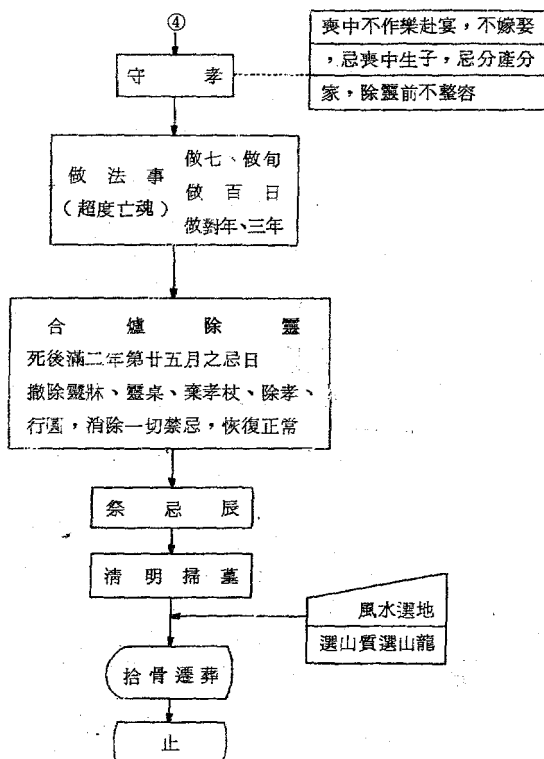 ④
守孝
喪中不作樂赴宴，不嫁娶
，忌喪中生子，忌分產分
家，除靈前不整容
做法事
（超度亡魂）
做七、做旬
做百日
做對年、三年
合爐除靈
死後滿二年第廿五月之忌日
撤除靈牀、靈桌、棄孝杖、除孝、
行圓，消除一切禁忌，恢復正常
祭忌辰
清明掃墓
風水選地
選山質選山龍
拾骨遷葬
止